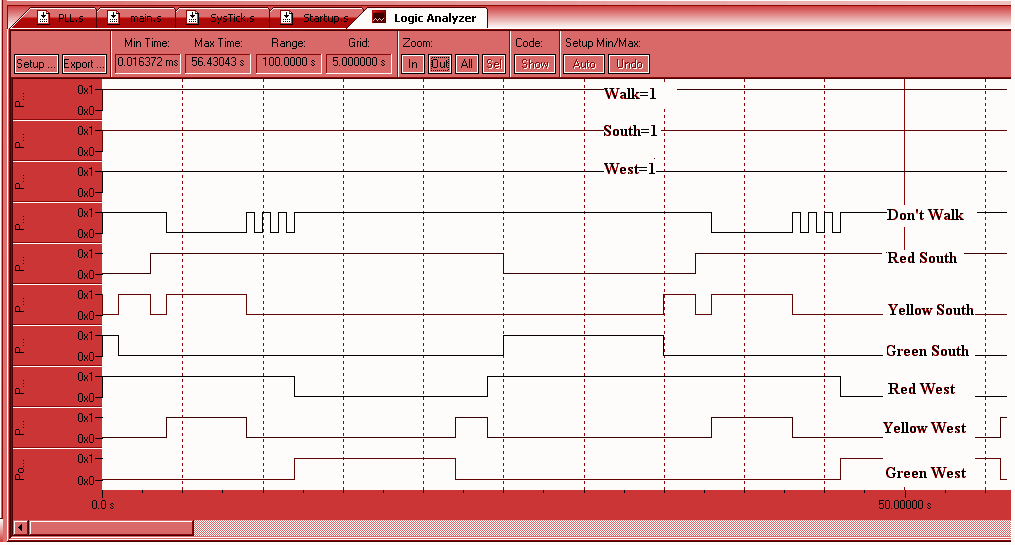 PLL.s main.s SysTick.s Startup.s Logic Analyzer
Min Time: Max Time: Range: Grid: Zoom: Code: Setup Min/Max:
Setup ... Export ... 0.016372 ms 56.43043 s 100.0000 s 5.000000 s In Out All Sel Show Auto Undo
P... 0x1 Walk=1
0x0
P... 0x1 South=1
0x0
P... 0x1 West=1
0x0
P... 0x1 Don't Walk
0x0
P... 0x1 Red South
0x0
P... 0x1 Yellow South
0x0
P... 0x1 Green South
0x0
P... 0x1 Red West
0x0
P... 0x1 Yellow West
0x0
Po... 0x1 Green West
0x0
0.0 s 50.00000 s